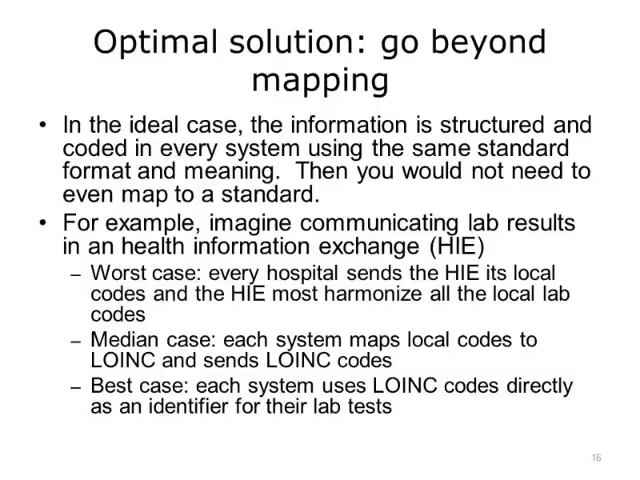 Optimal solution: go beyond
mapping
• In the ideal case, the information is structured and
coded in every system using the same standard
format and meaning.  Then you would not need to
even map to a standard.
• For example, imagine communicating lab results
in an health information exchange (HIE)
– Worst case: every hospital sends the HIE its local
codes and the HIE most harmonize all the local lab
codes
– Median case: each system maps local codes to
LOINC and sends LOINC codes
– Best case: each system uses LOINC codes directly
as an identifier for their lab tests
16